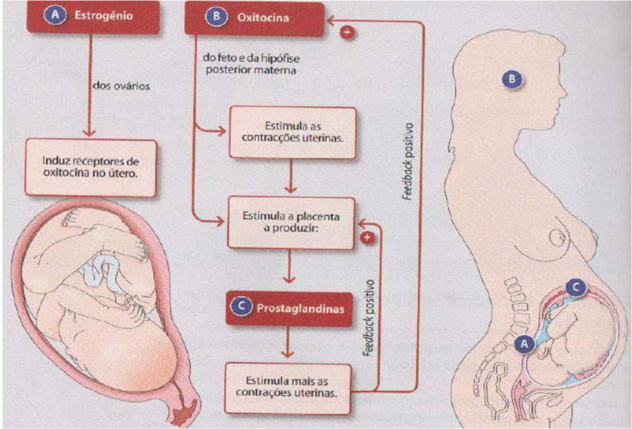 A Estrogénio
dos ovários
Induz receptores de
oxitocina no útero.
B Oxitocina
+
do feto e da hipófise
posterior materna
Estimula as
contracções uterinas.
Estimula a placenta
a produzir:
+
C Prostaglandinas
Estimula mais as
contrações uterinas.
Feedback positivo
Feedback positivo
B
C
A